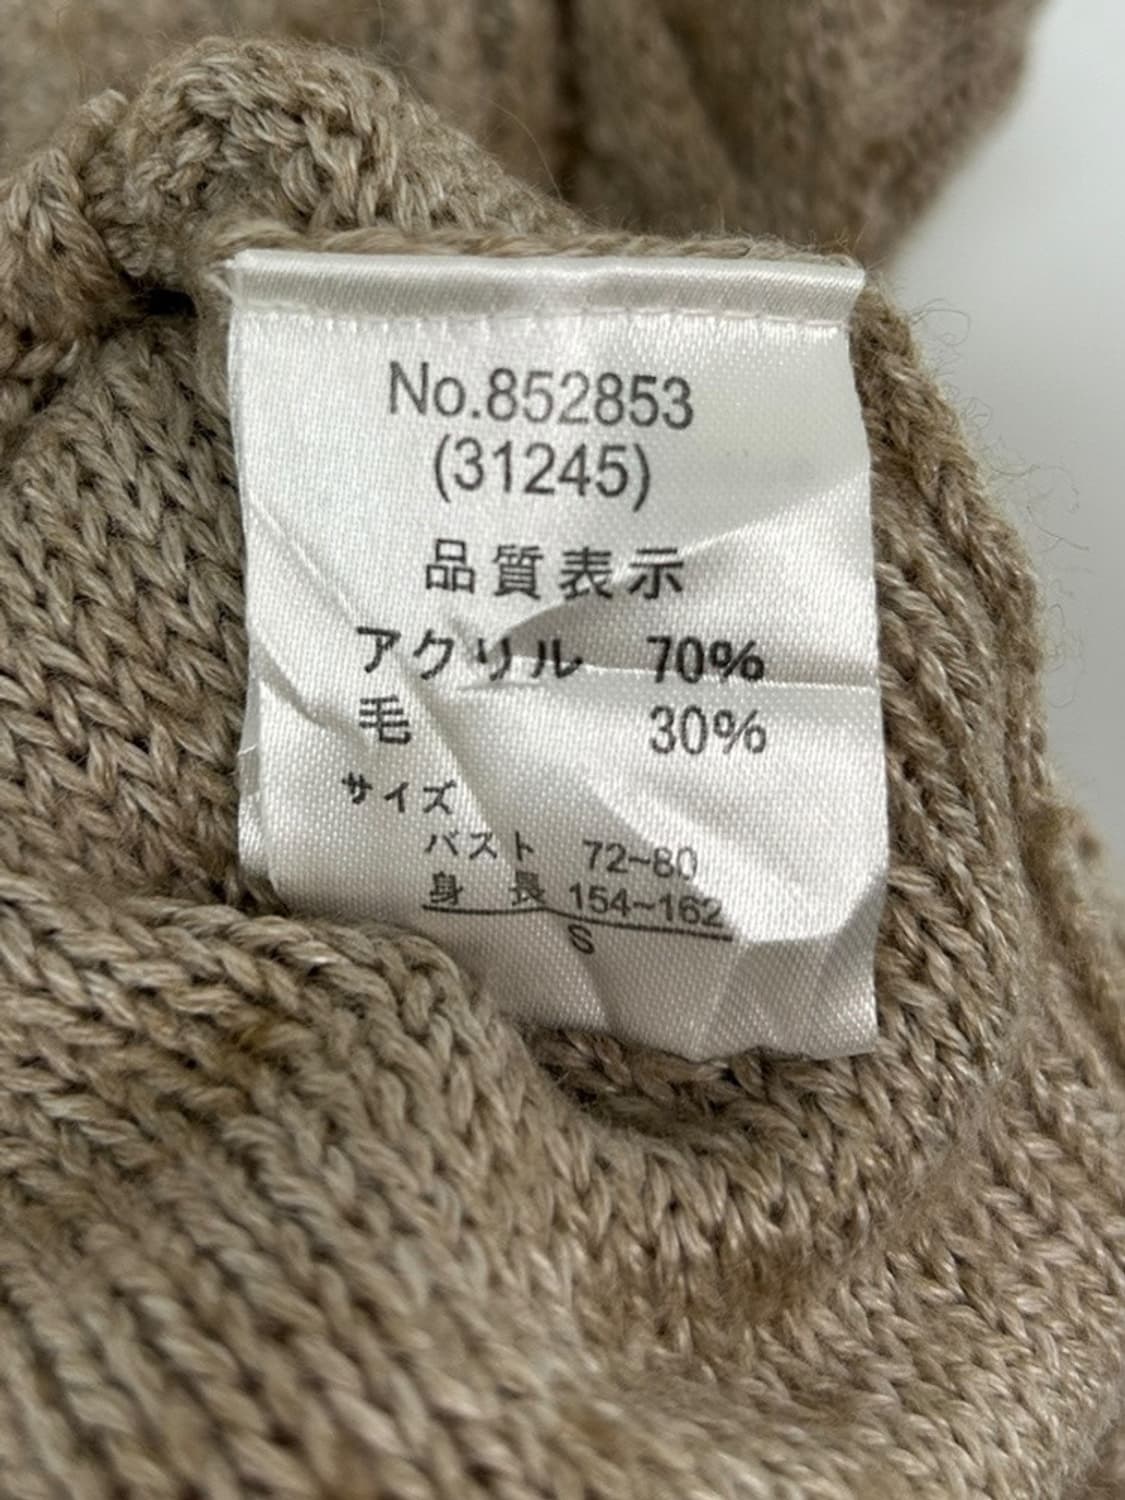 No.852853
(31245)
品質表示
アクリル 70%
毛 30%
サイズ
バスト 72~80
身 長 154~162
S